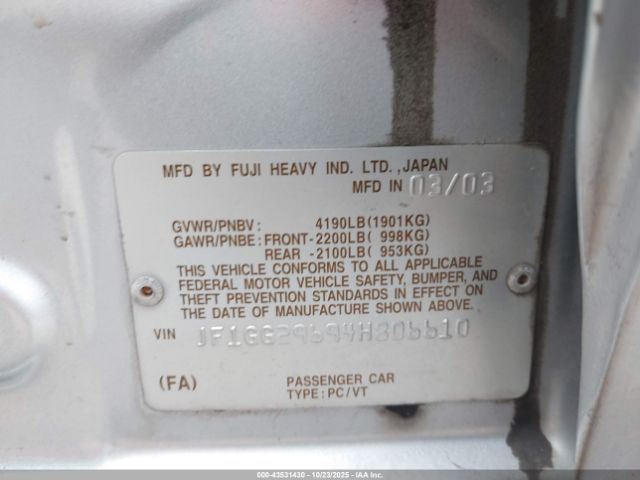 MFD BY FUJI HEAVY IND. LTD., JAPAN
MFD IN 03/03
GVWR/PNBV: 4190LB(1901KG)
GAWR/PNBE: FRONT-2200LB( 998KG)
REAR -2100LB( 953KG)
THIS VEHICLE CONFORMS TO ALL APPLICABLE
FEDERAL MOTOR VEHICLE SAFETY, BUMPER, AND
THEFT PREVENTION STANDARDS IN EFFECT ON
THE DATE OF MANUFACTURE SHOWN ABOVE.
VIN JF1GG29694H806610
(FA) PASSENGER CAR
TYPE: PC/VT
000-43531430 - 10/23/2025 - IAA Inc.